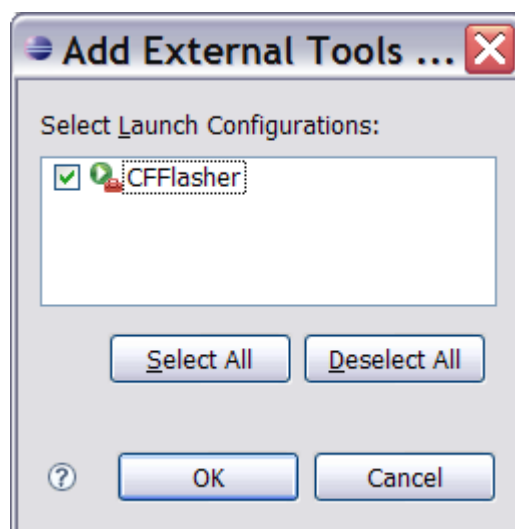 Add External Tools ...
Select Launch Configurations:
CFFlasher
Select All
Deselect All
?
OK
Cancel